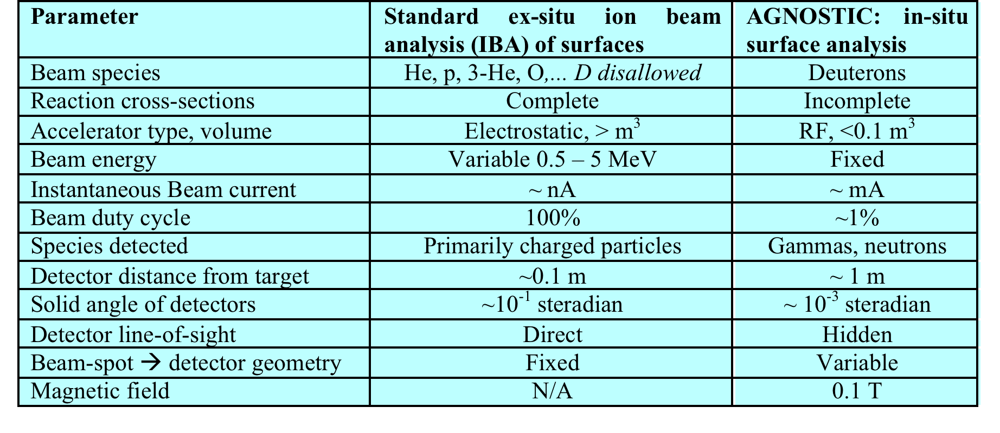 Parameter
Standard ex-situ ion beam
analysis (IBA) of surfaces
AGNOSTIC: in-situ
surface analysis
Beam species
He, p, 3-He, O,... D disallowed
Deuterons
Reaction cross-sections
Complete
Incomplete
Accelerator type, volume
Electrostatic, > m³
RF, <0.1 m³
Beam energy
Variable 0.5 – 5 MeV
Fixed
Instantaneous Beam current
~ nA
~ mA
Beam duty cycle
100%
~1%
Species detected
Primarily charged particles
Gammas, neutrons
Detector distance from target
~0.1 m
~ 1 m
Solid angle of detectors
~10⁻¹ steradian
~ 10⁻³ steradian
Detector line-of-sight
Direct
Hidden
Beam-spot → detector geometry
Fixed
Variable
Magnetic field
N/A
0.1 T